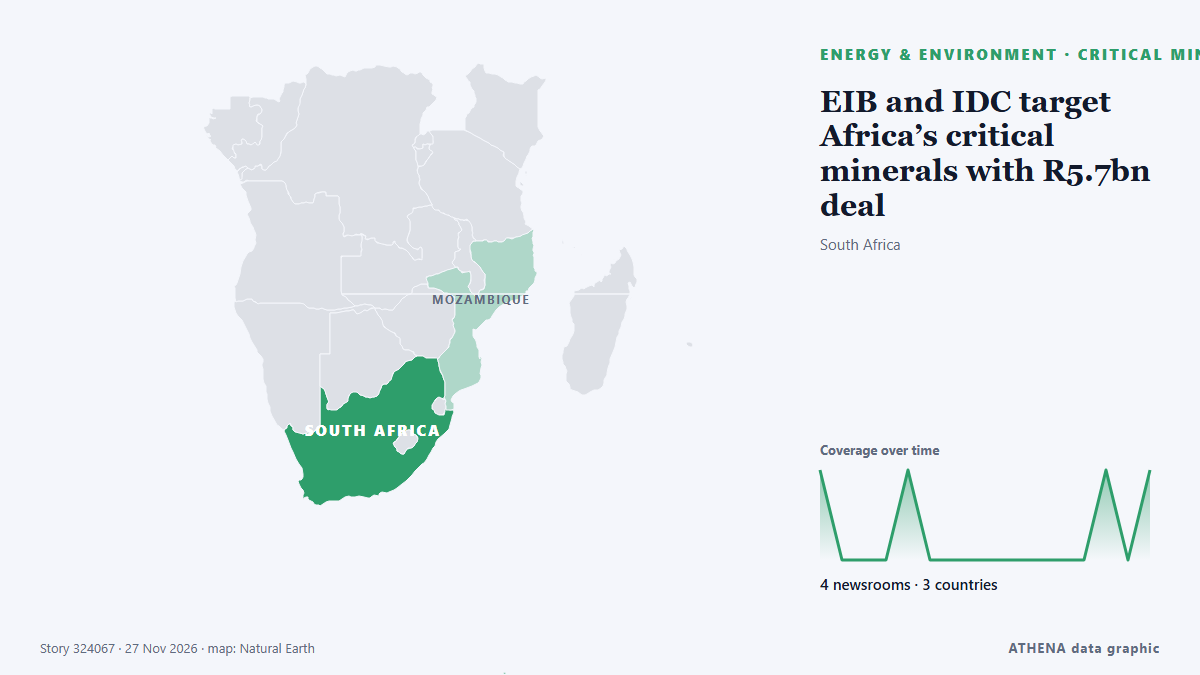 ENERGY & ENVIRONMENT · CRITICAL
EIB and IDC target
Africa's critical
minerals with R5.7bn
deal
South Africa
MOZAMBIQUE
SOUTH AFRICA
Coverage over time
4 newsrooms · 3 countries
Story 324067 · 27 Nov 2026 · map: Natural Earth
ATHENA data graphic